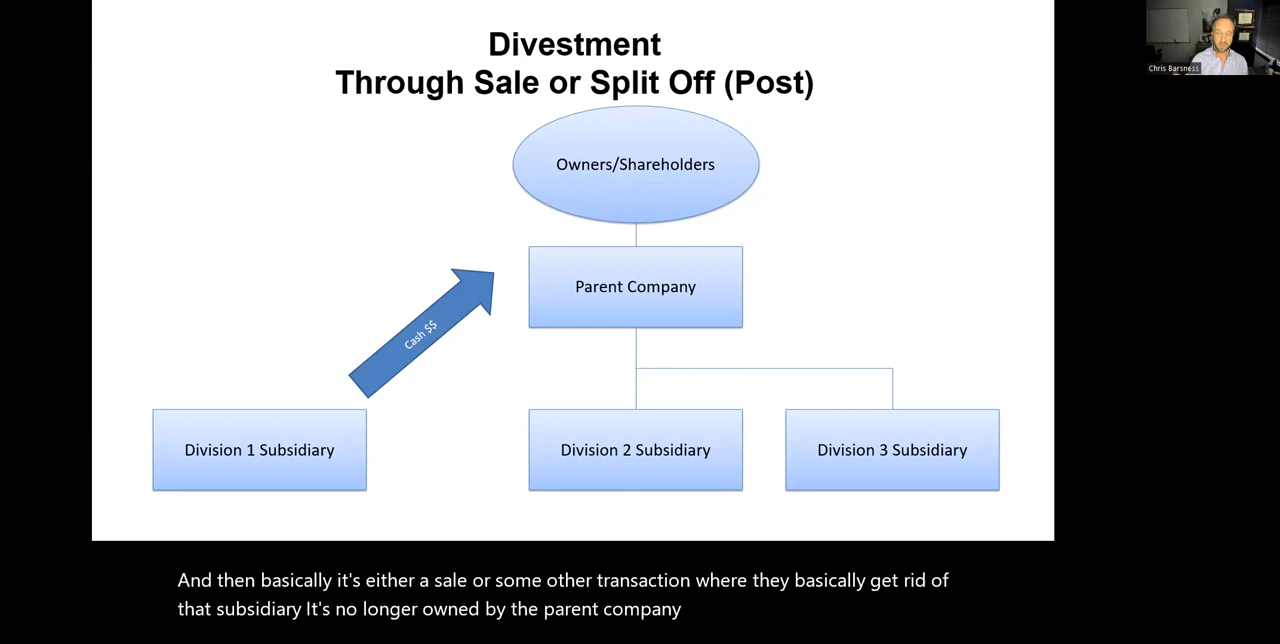 Divestment
Through Sale or Split Off (Post)
Chris Barsness
Owners/Shareholders
Parent Company
Cash $$
Division 1 Subsidiary
Division 2 Subsidiary
Division 3 Subsidiary
And then basically it's either a sale or some other transaction where they basically get rid of
that subsidiary It's no longer owned by the parent company